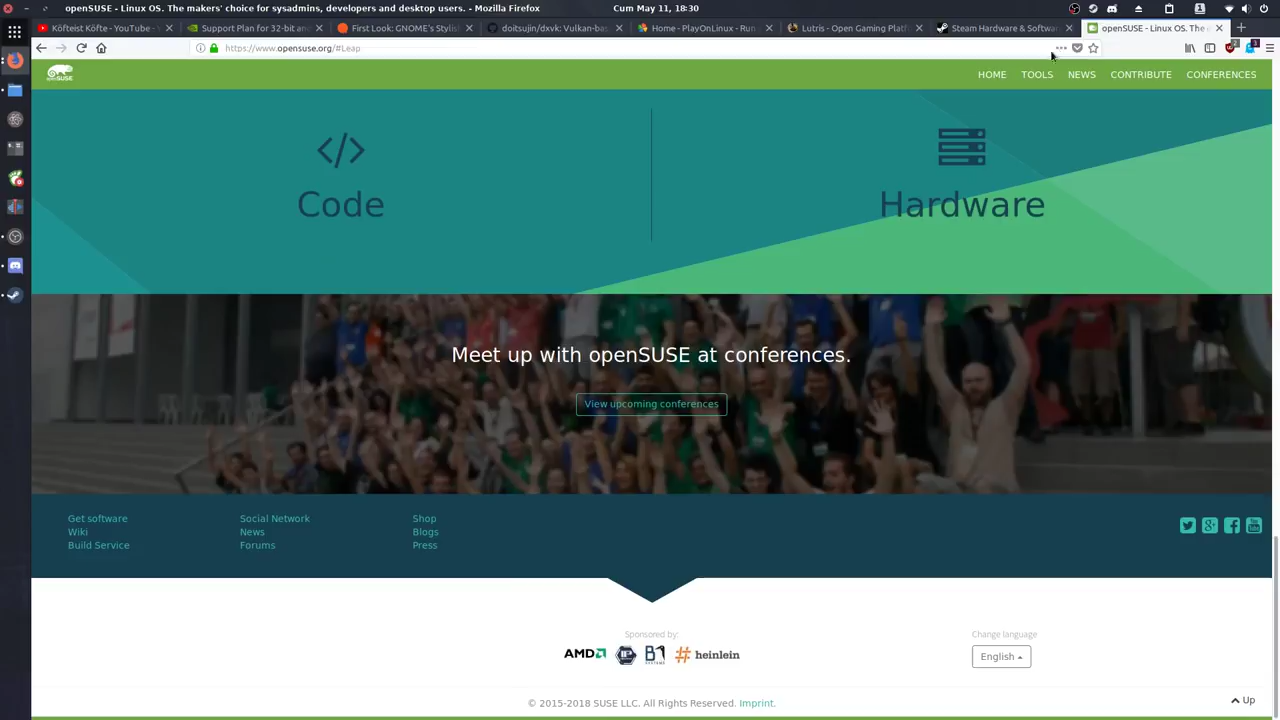 openSUSE - Linux OS. The makers' choice for sysadmins, developers and desktop users. - Mozilla Firefox
Cum May 11, 18:30
Köfteist Köfte - YouTube -
Support Plan for 32-bit and
First Look: GNOME's Stylis
doitsujin/dxvk: Vulkan-bas
Home - PlayOnLinux - Run
Lutris - Open Gaming Platf
Steam Hardware & Softwar
openSUSE - Linux OS. The
https://www.opensuse.org/#Leap
openSUSE
HOME TOOLS NEWS CONTRIBUTE CONFERENCES
Code
Hardware
Meet up with openSUSE at conferences.
View upcoming conferences
Get software
Wiki
Build Service
Social Network
News
Forums
Shop
Blogs
Press
Sponsored by:
AMD B1 SYSTEMS heinlein
Change language
English
© 2015-2018 SUSE LLC. All Rights Reserved. Imprint.
Up